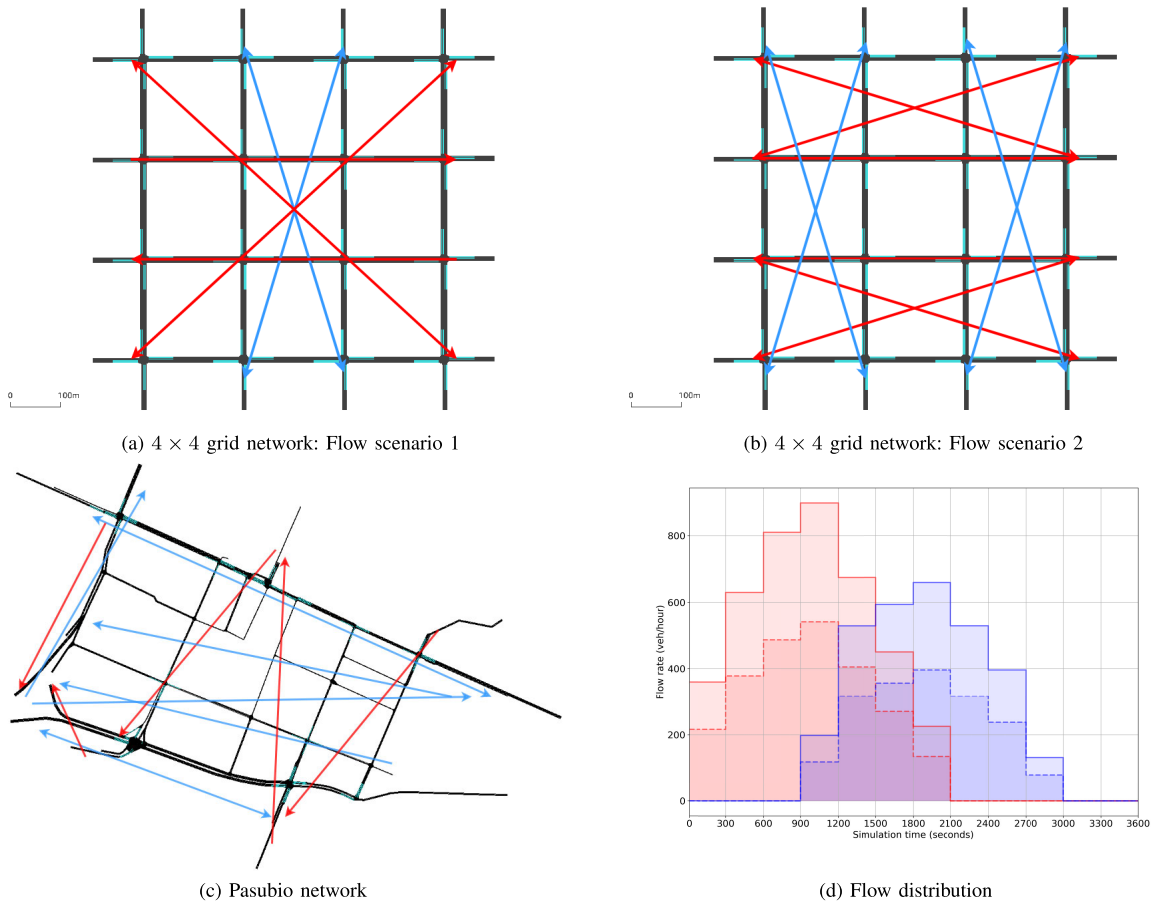 0 100m
0 100m
(a) 4 × 4 grid network: Flow scenario 1
(b) 4 × 4 grid network: Flow scenario 2
800
600
400
200
0
Flow rate (veh/hour)
0 300 600 900 1200 1500 1800 2100 2400 2700 3000 3600
Simulation time (seconds)
(c) Pasubio network
(d) Flow distribution